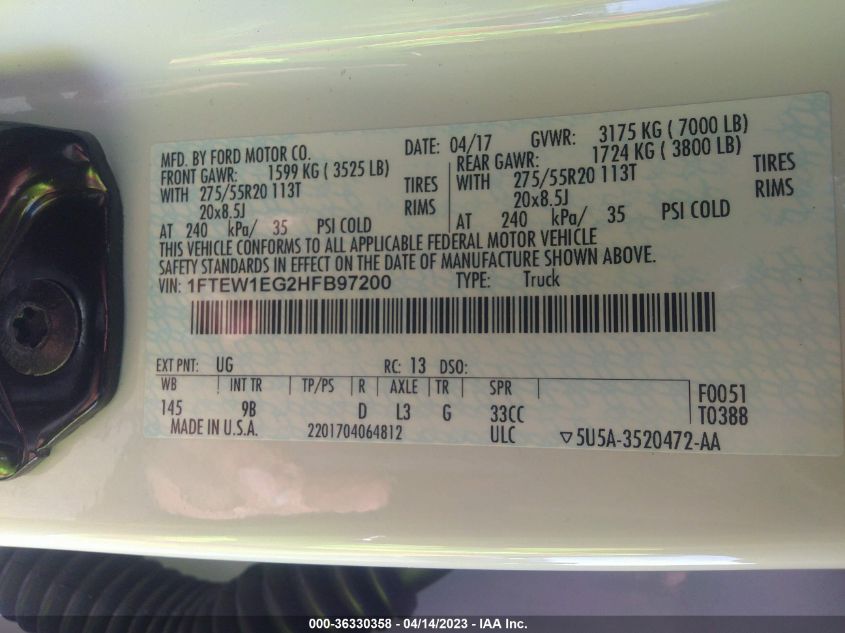 MFD. BY FORD MOTOR CO. DATE: 04/17 GVWR: 3175 KG ( 7000 LB)
FRONT GAWR: 1599 KG ( 3525 LB) REAR GAWR: 1724 KG ( 3800 LB)
WITH 275/55R20 113T TIRES WITH 275/55R20 113T TIRES
20x8.5J RIMS 20x8.5J RIMS
AT 240 kPa/ 35 PSI COLD AT 240 kPa/ 35 PSI COLD
THIS VEHICLE CONFORMS TO ALL APPLICABLE FEDERAL MOTOR VEHICLE
SAFETY STANDARDS IN EFFECT ON THE DATE OF MANUFACTURE SHOWN ABOVE.
VIN: 1FTEW1EG2HFB97200 TYPE: Truck
EXT PNT: UG RC: 13 DSO:
WB INT TR TP/PS R AXLE TR SPR F0051
145 9B D L3 G 33CC T0388
MADE IN U.S.A. 2201704064812 ULC ▽5U5A-3520472-AA
000-36330358 - 04/14/2023 - IAA Inc.